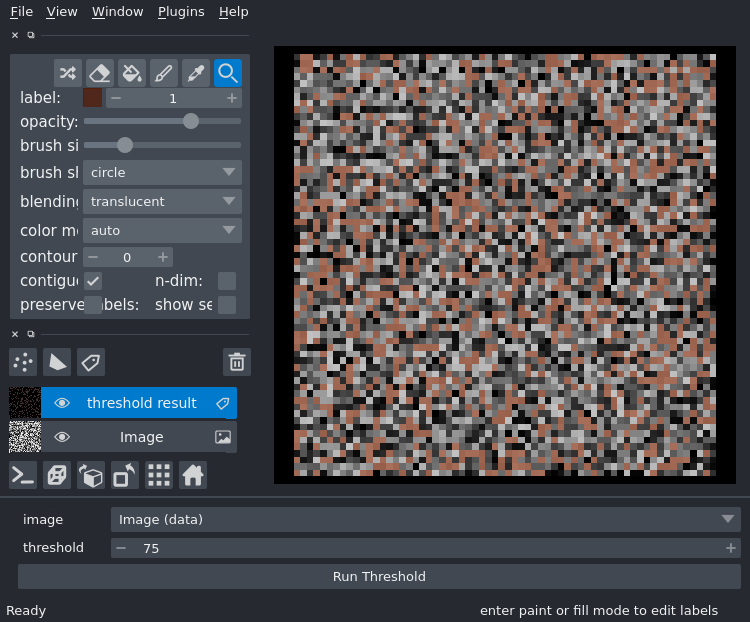 File View Window Plugins Help
label: 1
opacity:
brush si
brush sl circle
blending translucent
color m auto
contour 0
contigu n-dim:
preserve abels: show se
threshold result
Image
image Image (data)
threshold 75
Run Threshold
Ready enter paint or fill mode to edit labels